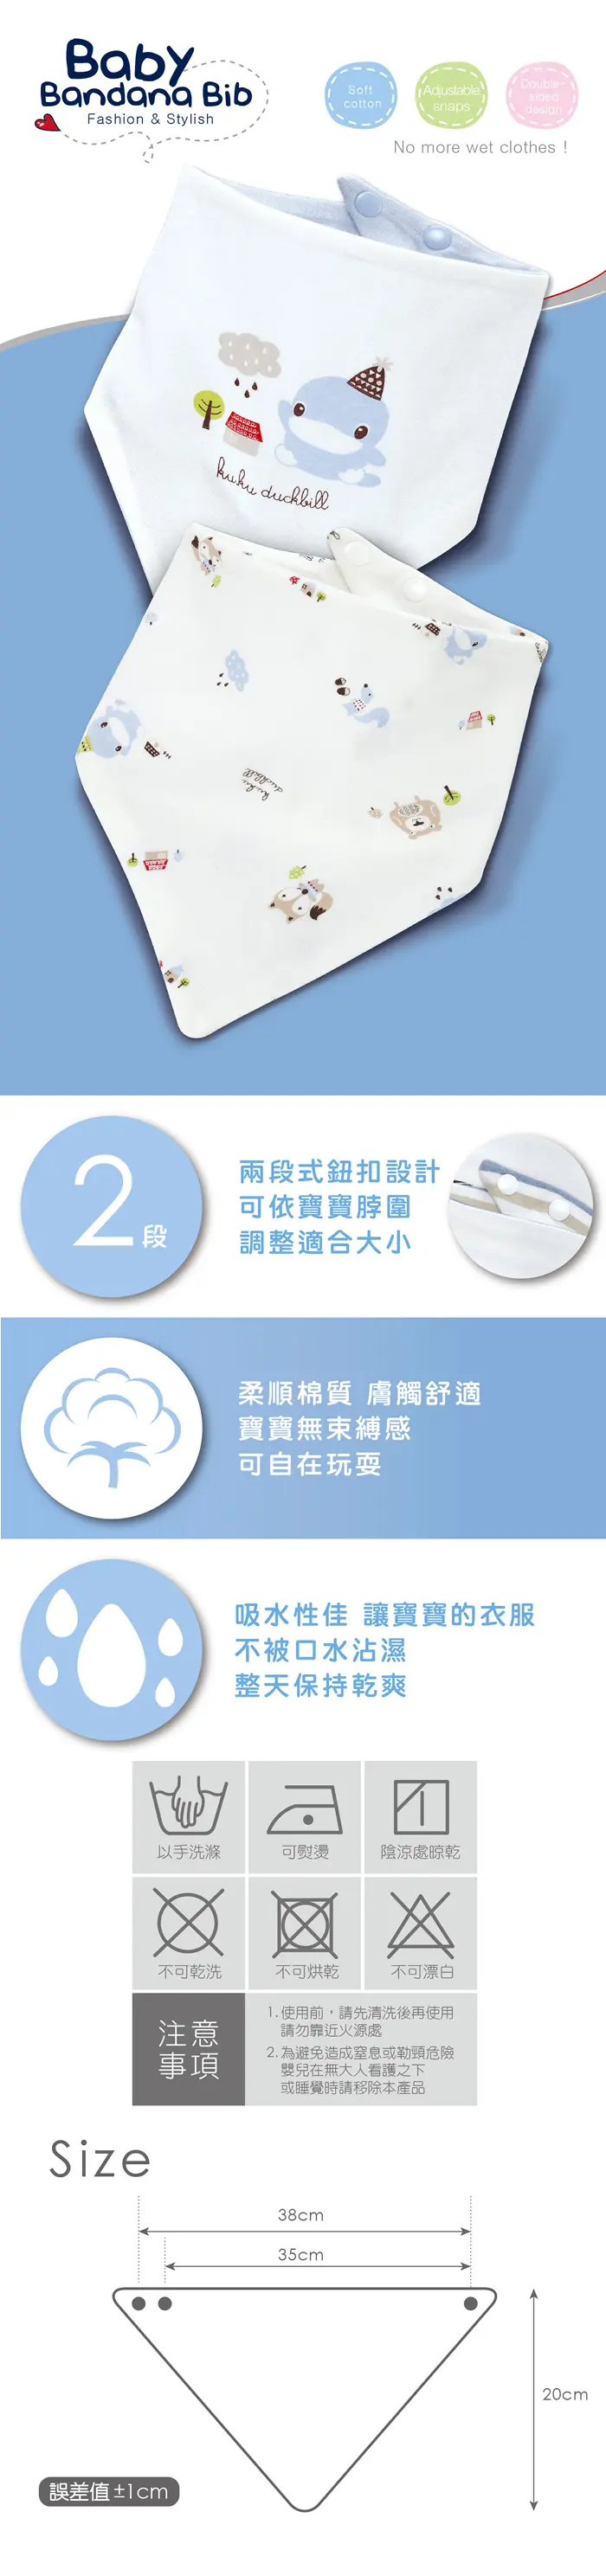 Baby
Bandana Bib
Fashion & Stylish
Soft
cotton
Adjustable
snaps
Double-
sided
design
No more wet clothes !
kuku duckbill
kuku
duckbill
2段
兩段式鈕扣設計
可依寶寶脖圍
調整適合大小
柔順棉質 膚觸舒適
寶寶無束縛感
可自在玩耍
吸水性佳 讓寶寶的衣服
不被口水沾濕
整天保持乾爽
以手洗滌
可熨燙
陰涼處晾乾
不可乾洗
不可烘乾
不可漂白
注意
事項
1.使用前，請先清洗後再使用
請勿靠近火源處
2.為避免造成窒息或勒頸危險
嬰兒在無大人看護之下
或睡覺時請移除本產品
Size
38cm
35cm
20cm
誤差值±1cm